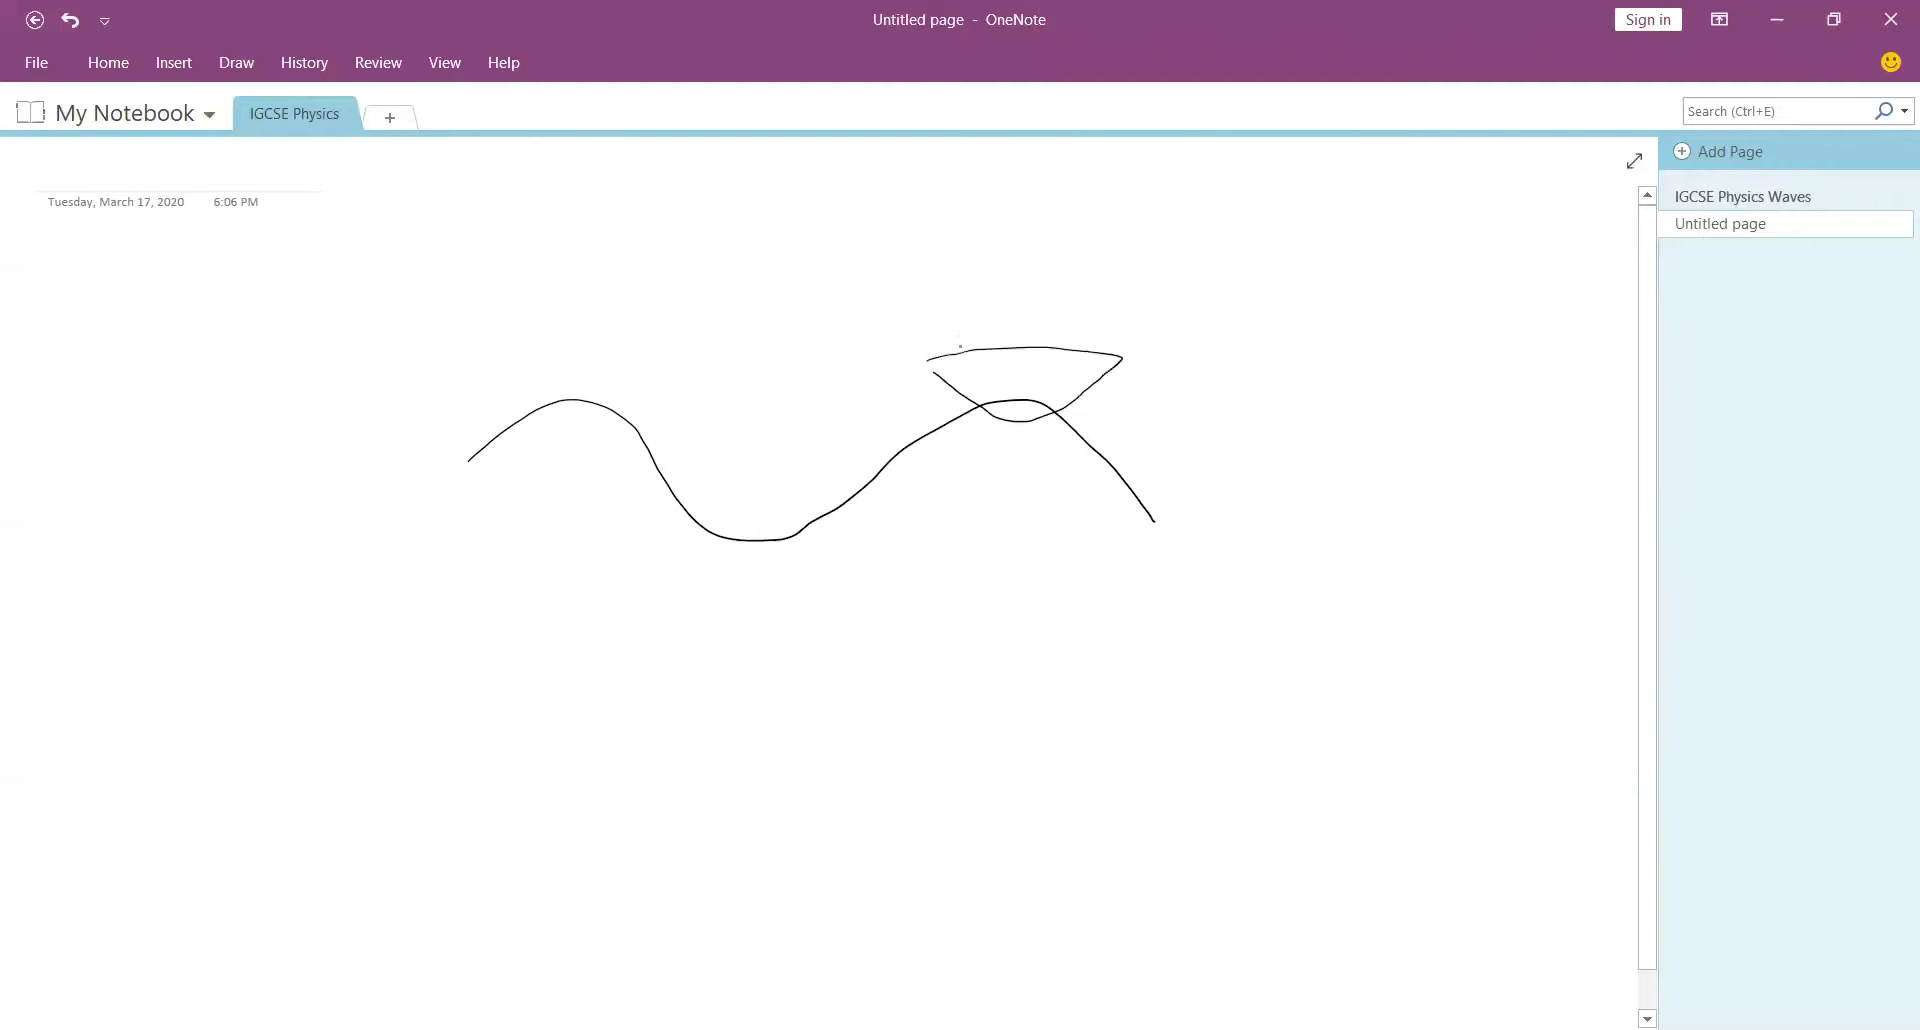 Untitled page - OneNote
Sign in
File Home Insert Draw History Review View Help
My Notebook
IGCSE Physics
+
Search (Ctrl+E)
Add Page
Tuesday, March 17, 2020 6:06 PM
IGCSE Physics Waves
Untitled page